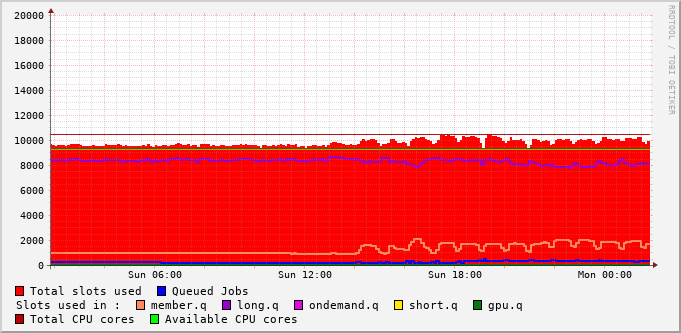 RRDTOOL / TOBI OETIKER
20000
18000
16000
14000
12000
10000
8000
6000
4000
2000
0
Sun 06:00 Sun 12:00 Sun 18:00 Mon 00:00
Total slots used Queued Jobs
Slots used in : member.q long.q ondemand.q short.q gpu.q
Total CPU cores Available CPU cores